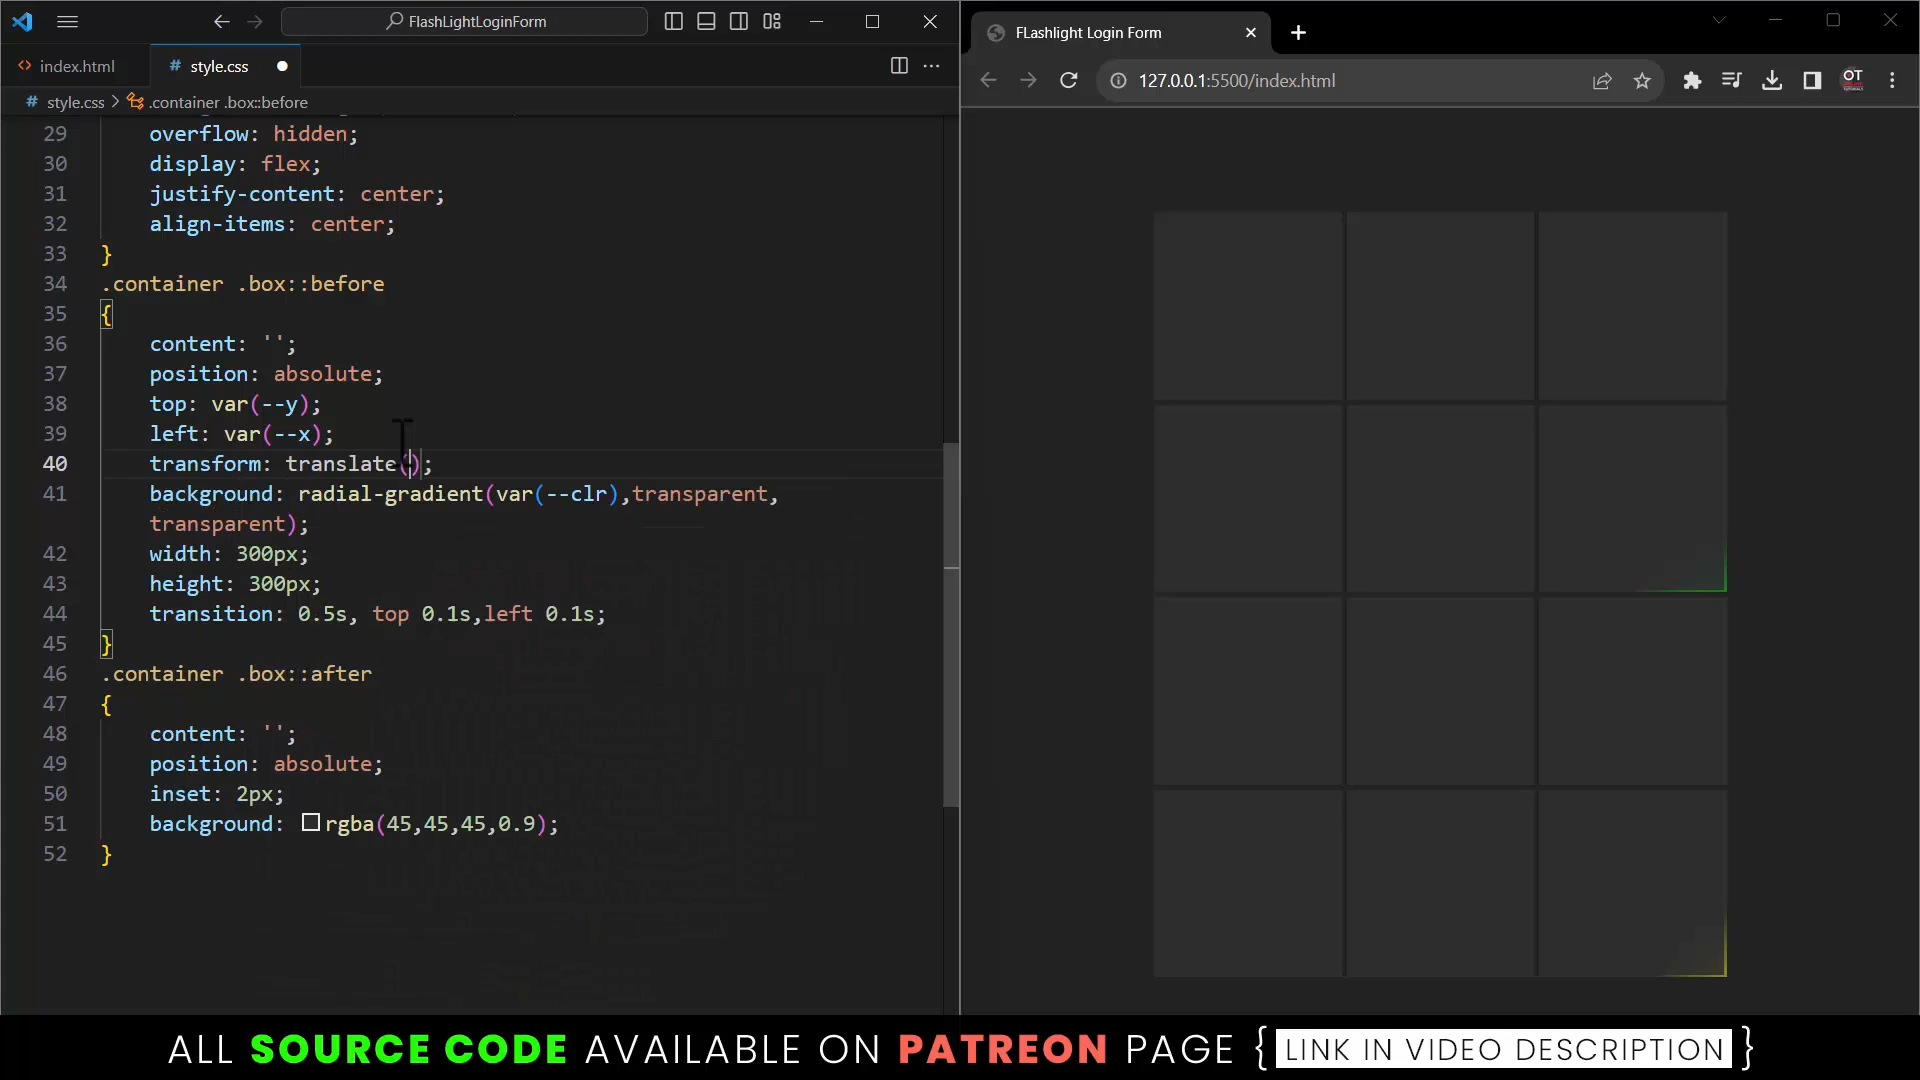 FlashLightLoginForm
index.html
style.css
style.css > .container .box::before
29 overflow: hidden;
30 display: flex;
31 justify-content: center;
32 align-items: center;
33 }
34 .container .box::before
35 {
36 content: '';
37 position: absolute;
38 top: var(--y);
39 left: var(--x);
40 transform: translate();
41 background: radial-gradient(var(--clr),transparent,
transparent);
42 width: 300px;
43 height: 300px;
44 transition: 0.5s, top 0.1s,left 0.1s;
45 }
46 .container .box::after
47 {
48 content: '';
49 position: absolute;
50 inset: 2px;
51 background: rgba(45,45,45,0.9);
52 }
FLashlight Login Form
127.0.0.1:5500/index.html
OT
ALL SOURCE CODE AVAILABLE ON PATREON PAGE { LINK IN VIDEO DESCRIPTION }